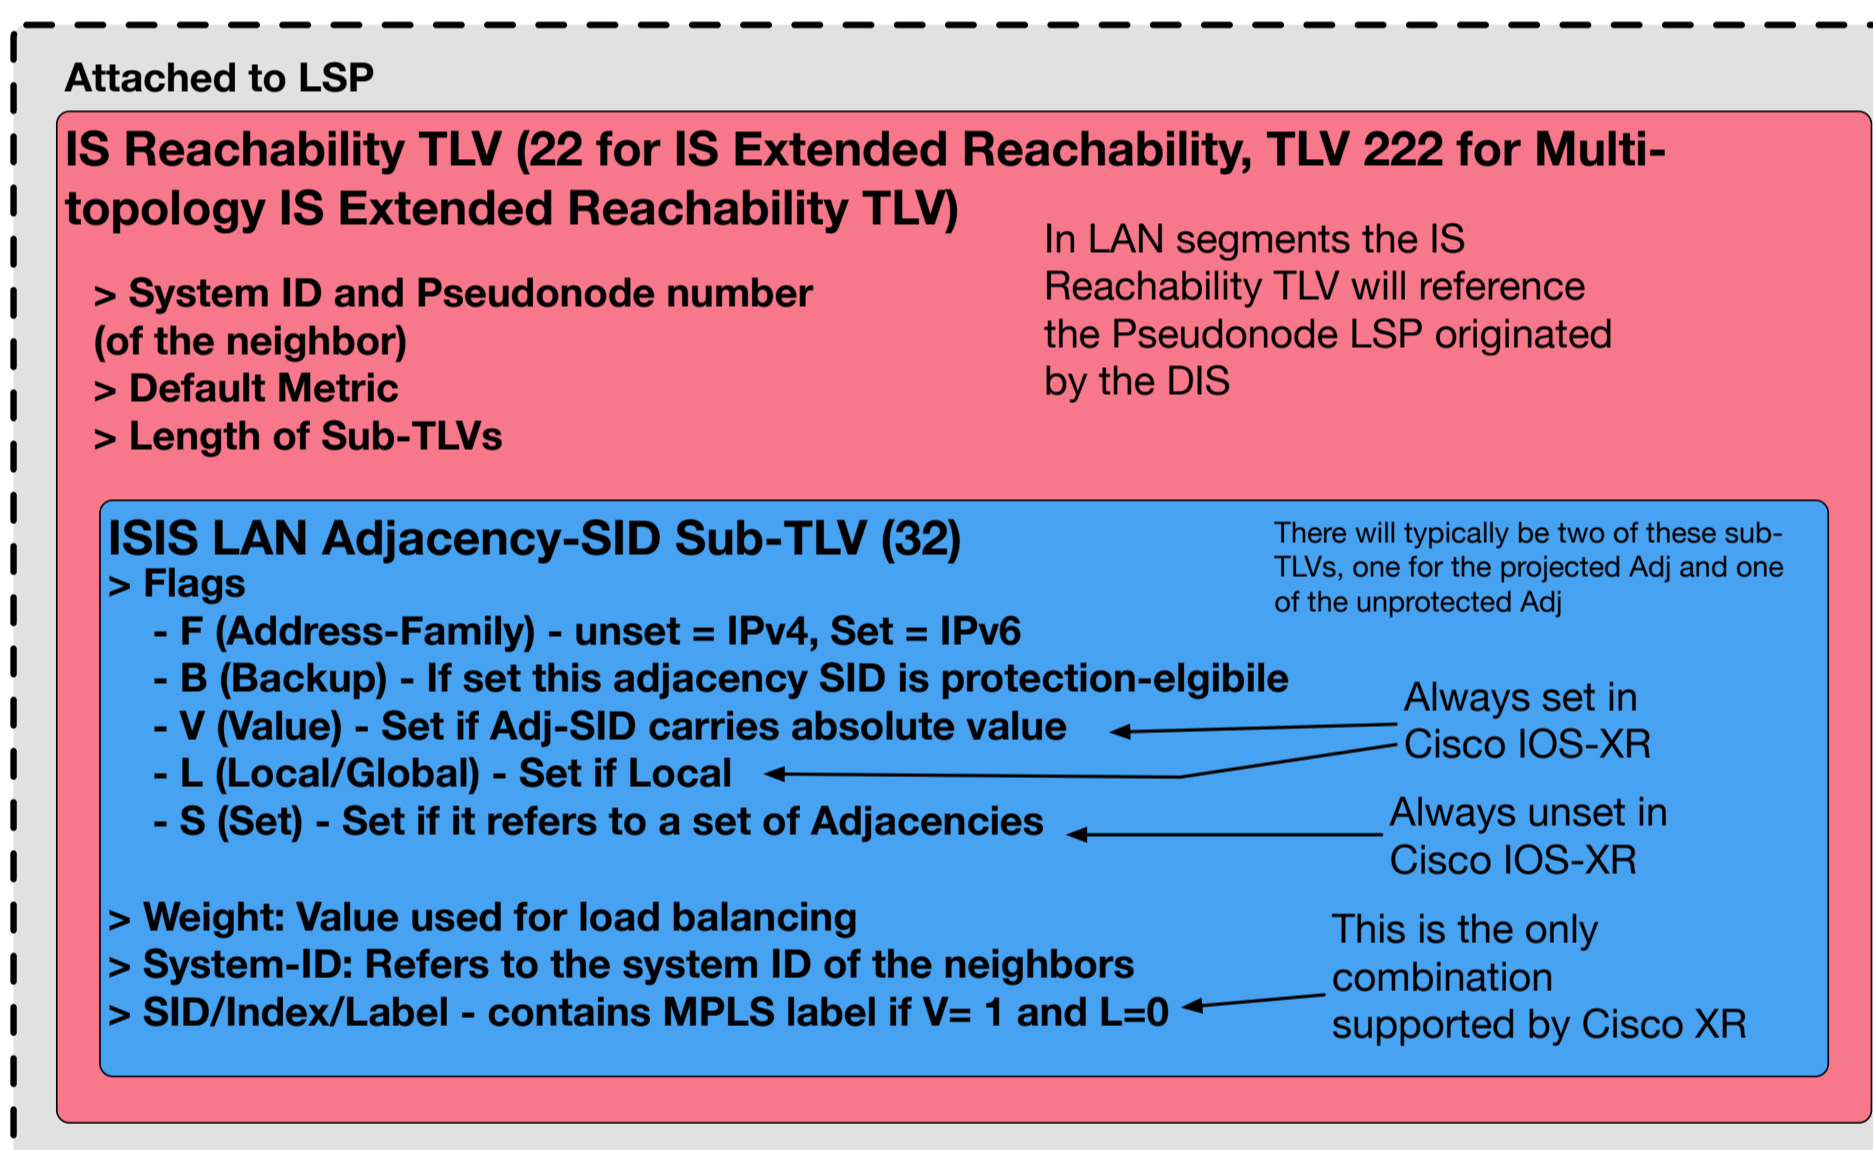 Attached to LSP
IS Reachability TLV (22 for IS Extended Reachability, TLV 222 for Multi-
topology IS Extended Reachability TLV)
In LAN segments the IS
Reachability TLV will reference
the Pseudonode LSP originated
by the DIS
> System ID and Pseudonode number
(of the neighbor)
> Default Metric
> Length of Sub-TLVs
ISIS LAN Adjacency-SID Sub-TLV (32)
There will typically be two of these sub-
TLVs, one for the projected Adj and one
of the unprotected Adj
> Flags
- F (Address-Family) - unset = IPv4, Set = IPv6
- B (Backup) - If set this adjacency SID is protection-elgibile
- V (Value) - Set if Adj-SID carries absolute value
- L (Local/Global) - Set if Local
- S (Set) - Set if it refers to a set of Adjacencies
Always set in
Cisco IOS-XR
Always unset in
Cisco IOS-XR
> Weight: Value used for load balancing
> System-ID: Refers to the system ID of the neighbors
> SID/Index/Label - contains MPLS label if V= 1 and L=0
This is the only
combination
supported by Cisco XR